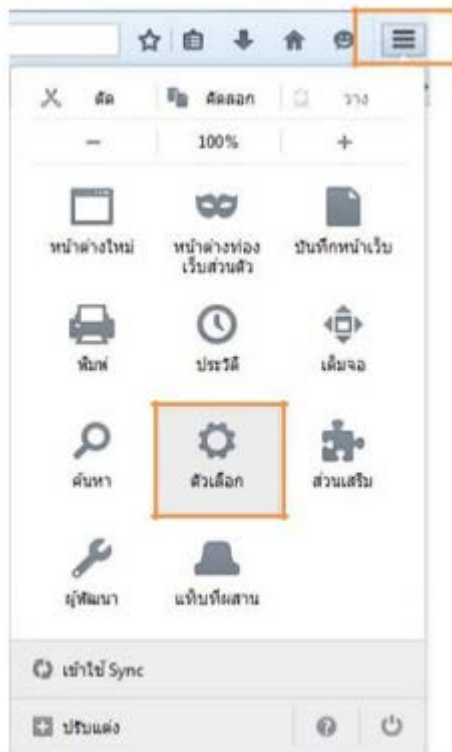 ตัด คัดลอก วาง
− 100% +
หน้าต่างใหม่ หน้าต่างท่อง บันทึกหน้าเว็บ
เว็บส่วนตัว
พิมพ์ ประวัติ เต็มจอ
ค้นหา ตัวเลือก ส่วนเสริม
ผู้พัฒนา แท็บที่ผสาน
เข้าใช้ Sync
ปรับแต่ง